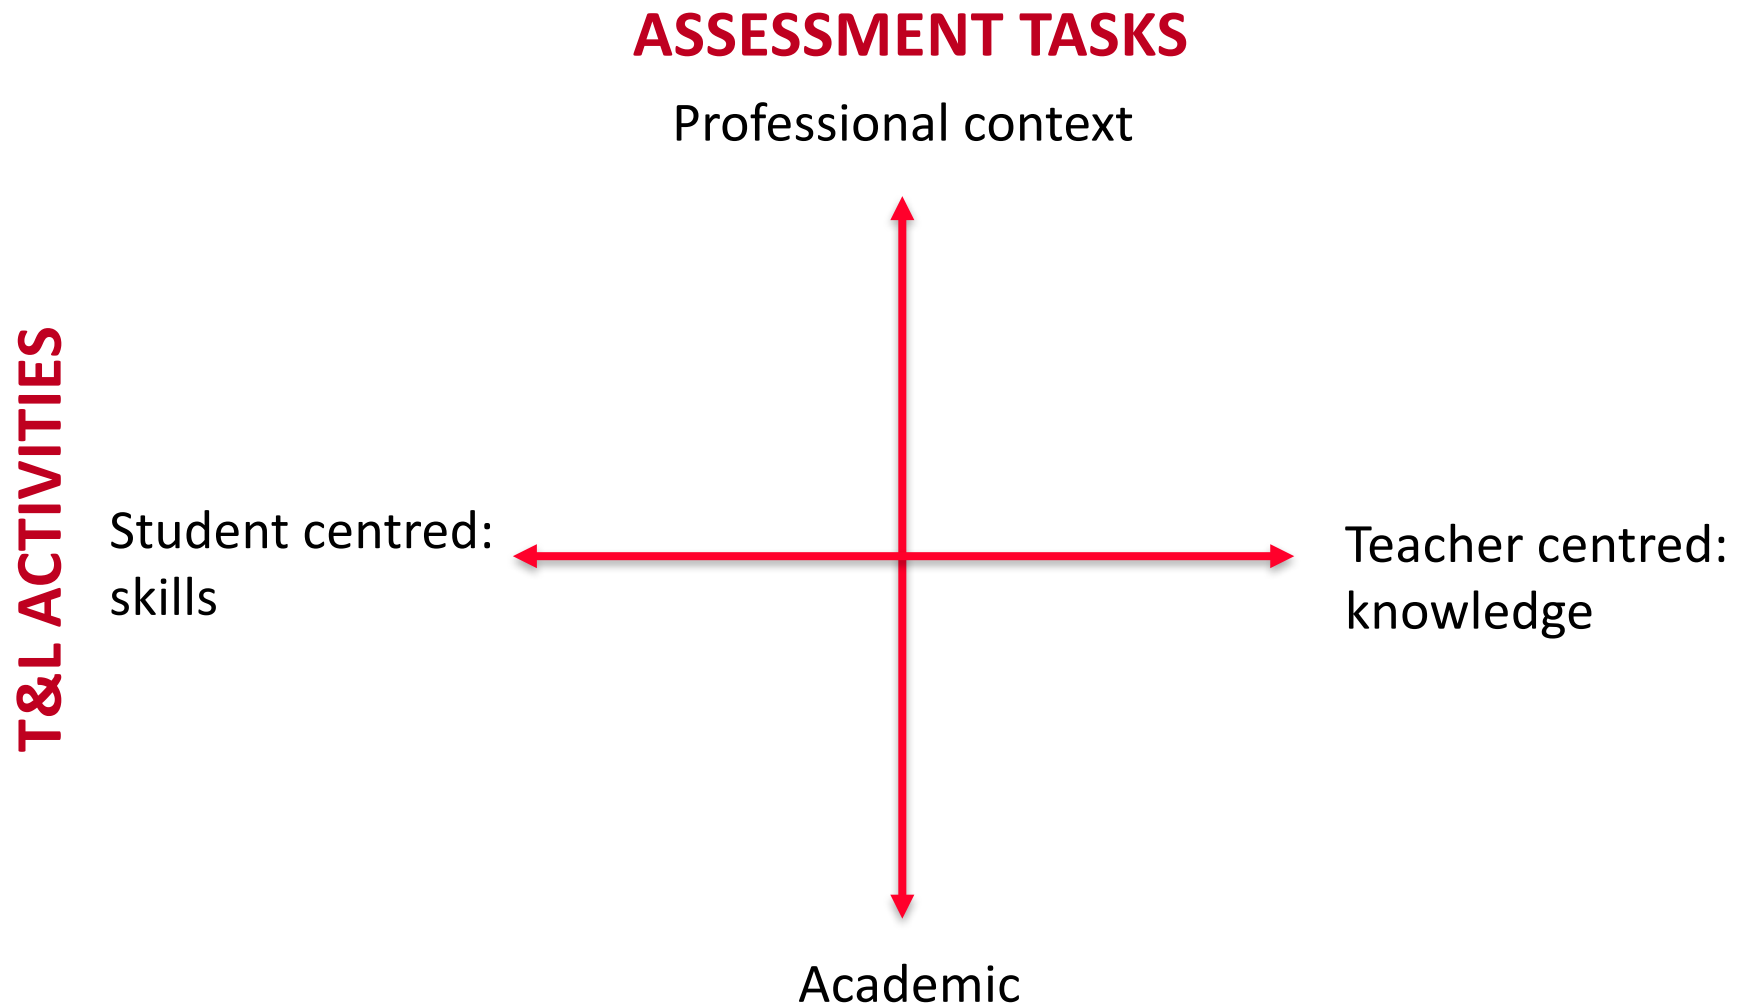 ASSESSMENT TASKS
Professional context
T&L ACTIVITIES
Student centred:
skills
Teacher centred:
knowledge
Academic